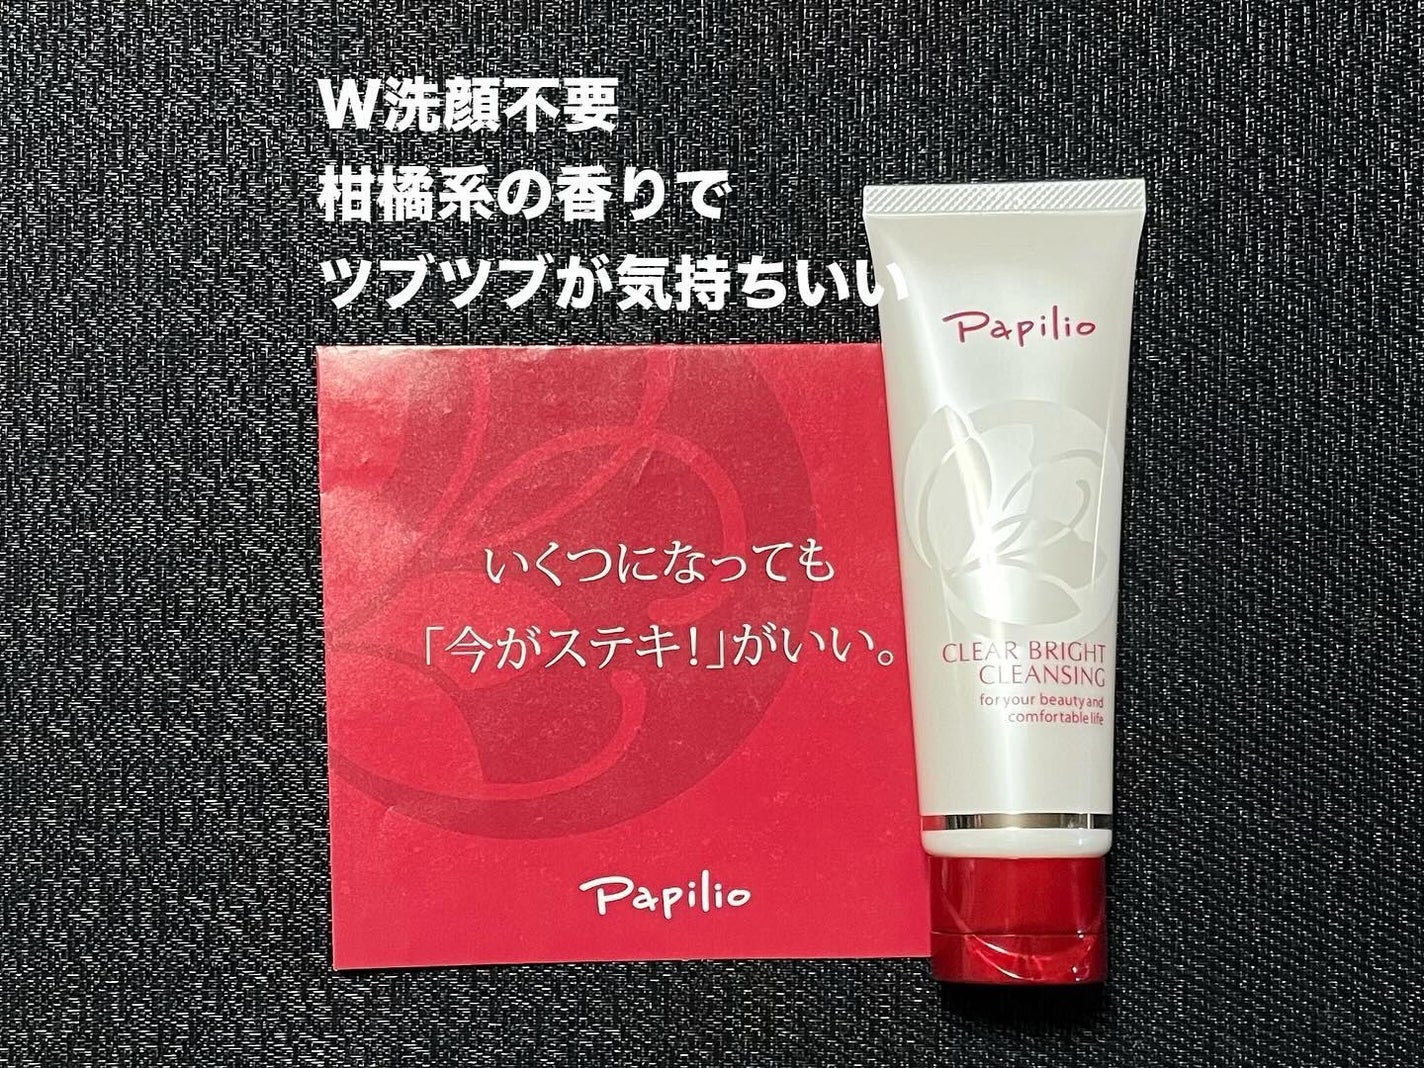 W洗顔不要
柑橘系の香りで
ツブツブが気持ちいい
Papilio
CLEAR BRIGHT
CLEANSING
for your beauty and
comfortable life
いくつになっても
「今がステキ！」がいい。
Papilio